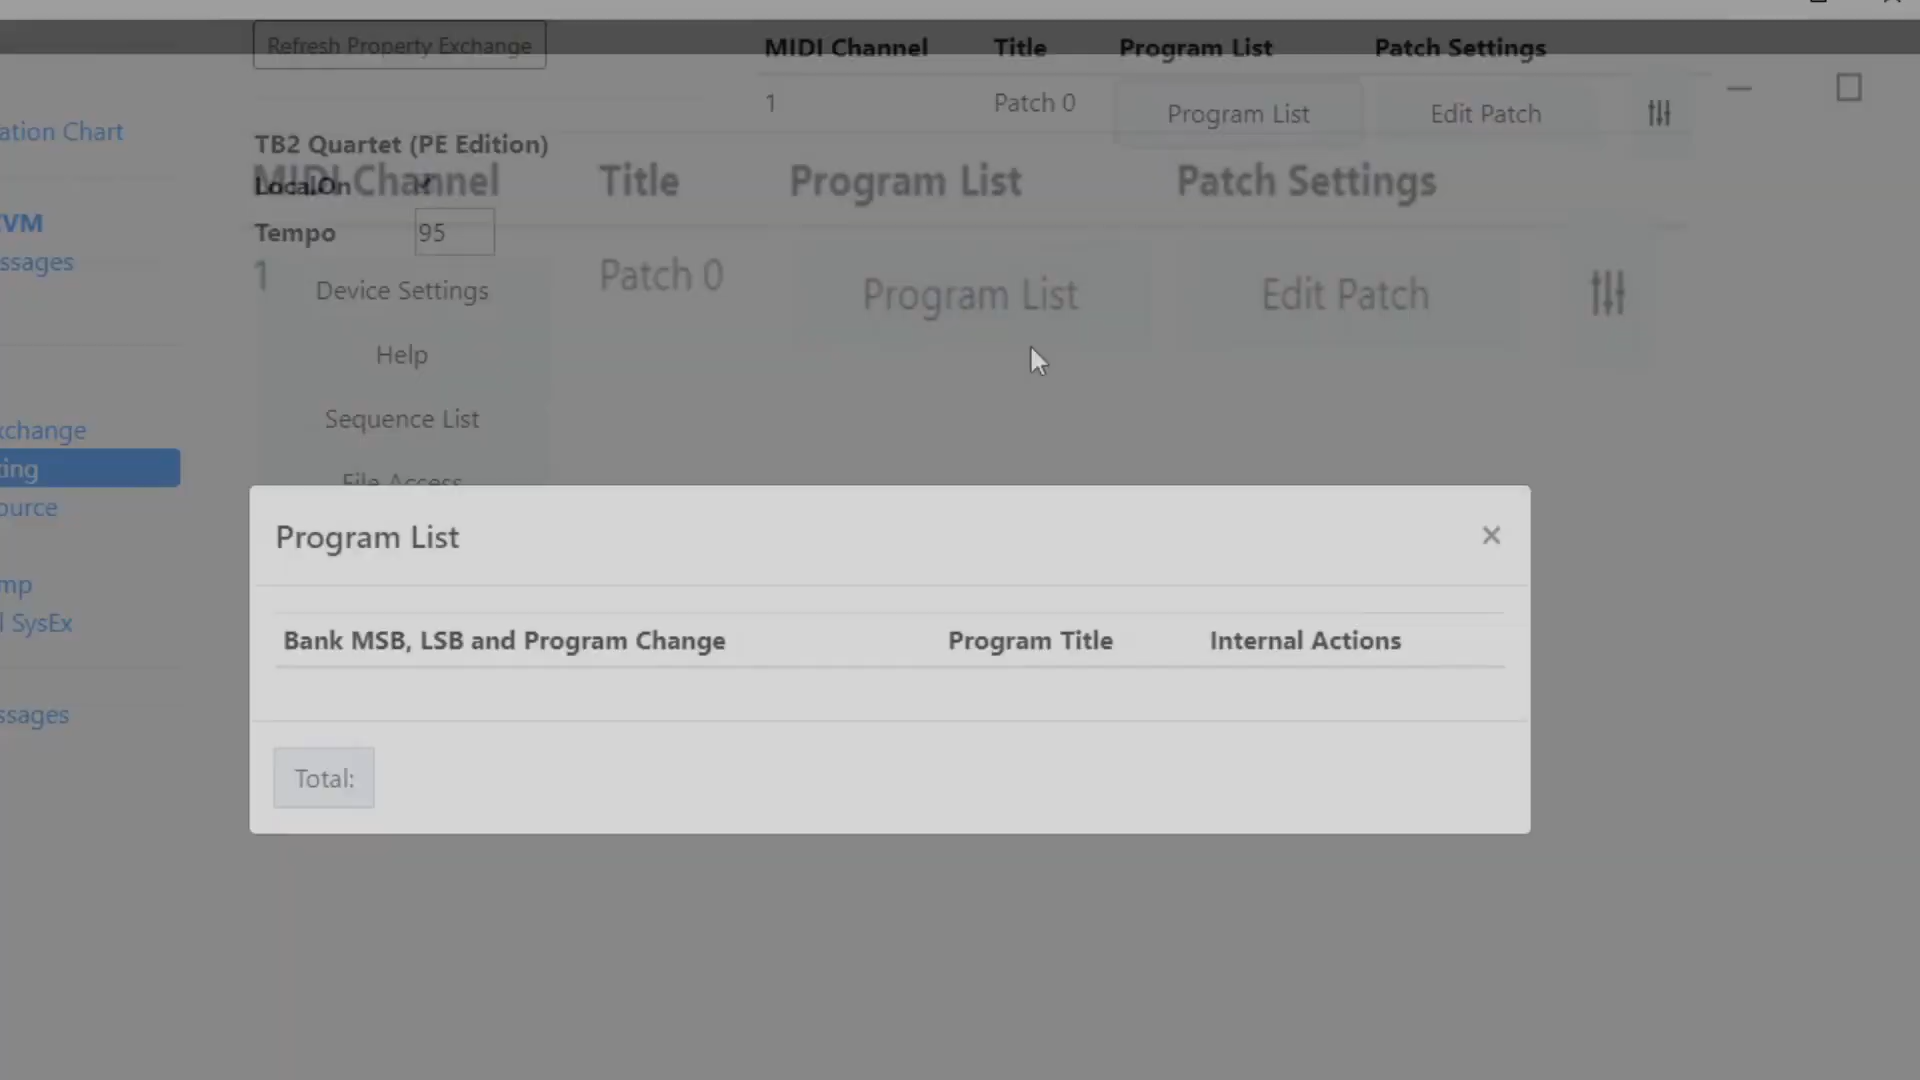 Refresh Property Exchange
MIDI Channel Title Program List Patch Settings
1 Patch 0 Program List Edit Patch
ation Chart
TB2 Quartet (PE Edition)
LocalOn
MIDI Channel Title Program List Patch Settings
VM
Tempo 95
ssages
1 Patch 0 Program List Edit Patch
Device Settings
Help
Sequence List
xchange
ing
File Access
ource
Program List
mp
l SysEx
Bank MSB, LSB and Program Change Program Title Internal Actions
ssages
Total: